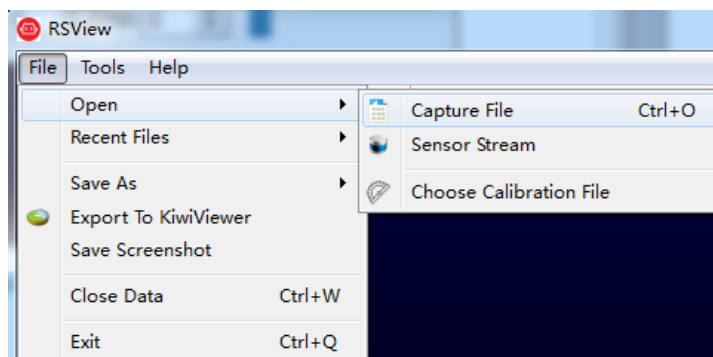 RSView
File Tools Help
Open
Capture File Ctrl+O
Recent Files
Sensor Stream
Save As
Choose Calibration File
Export To KiwiViewer
Save Screenshot
Close Data Ctrl+W
Exit Ctrl+Q